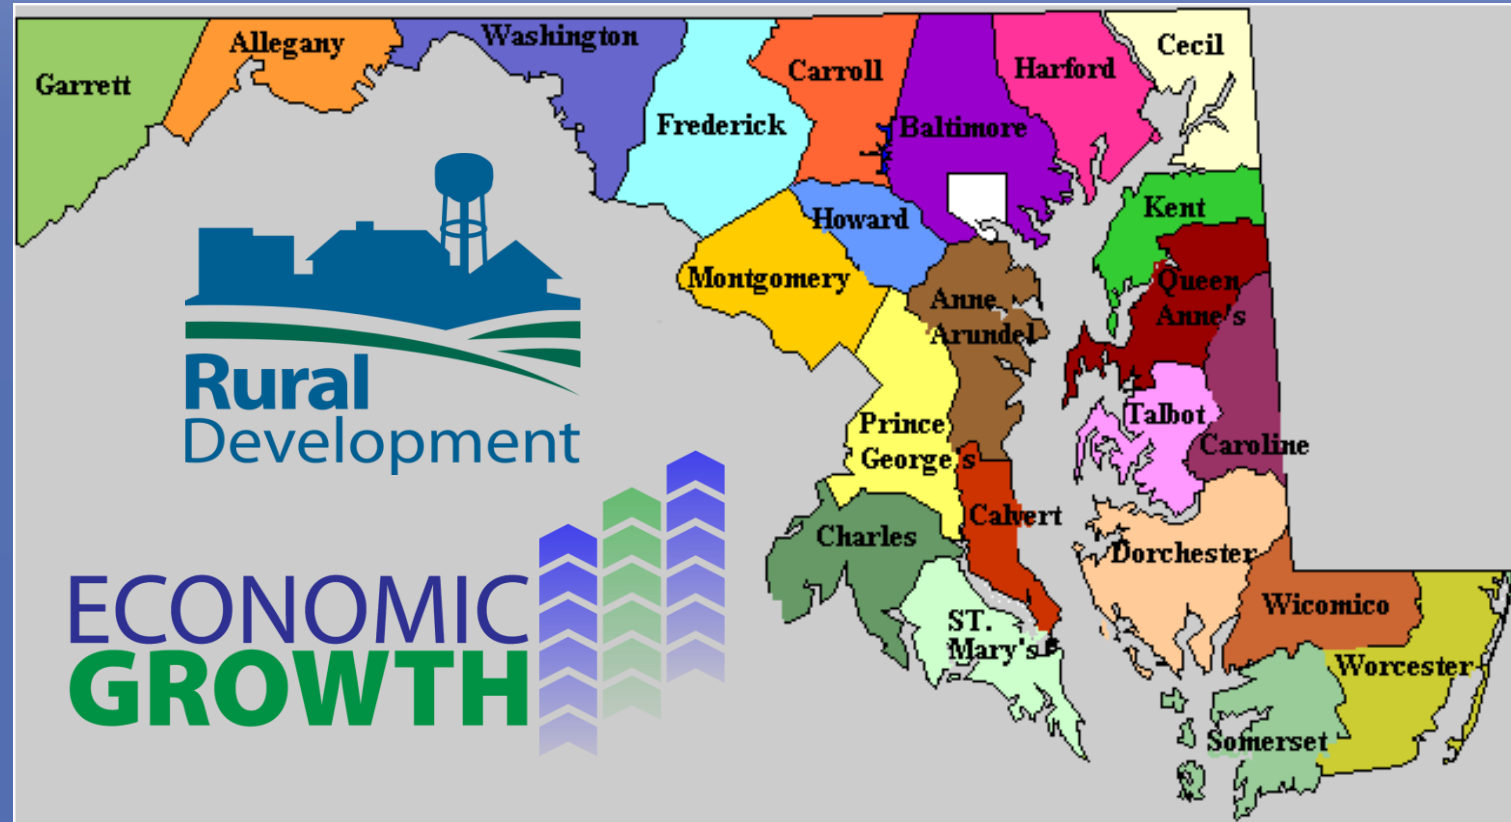 Garrett
Allegany
Washington
Frederick
Carroll
Baltimore
Harford
Cecil
Howard
Montgomery
Anne
Arundel
Kent
Queen
Anne's
Talbot
Caroline
Prince
George's
Calvert
Charles
ST.
Mary's
Dorchester
Wicomico
Worcester
Somerset
Rural
Development
ECONOMIC
GROWTH